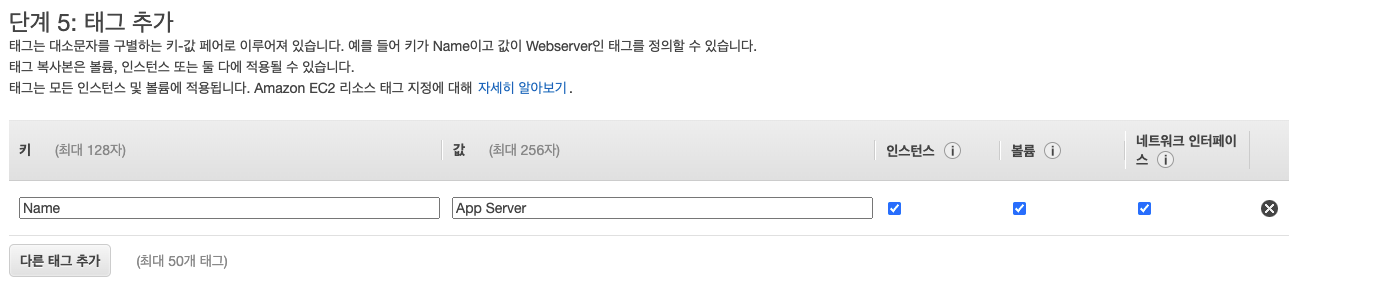 단계 5: 태그 추가
태그는 대소문자를 구별하는 키-값 페어로 이루어져 있습니다. 예를 들어 키가 Name이고 값이 Webserver인 태그를 정의할 수 있습니다.
태그 복사본은 볼륨, 인스턴스 또는 둘 다에 적용될 수 있습니다.
태그는 모든 인스턴스 및 볼륨에 적용됩니다. Amazon EC2 리소스 태그 지정에 대해 자세히 알아보기.
키 (최대 128자) 값 (최대 256자) 인스턴스 i 볼륨 i 네트워크 인터페이
스 i
Name App Server
다른 태그 추가 (최대 50개 태그)